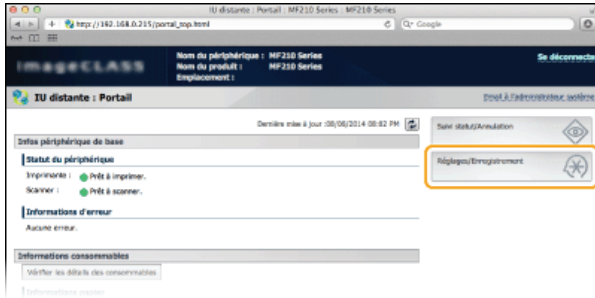 IU distante : Portail : MF210 Series : MF210 Series
http://192.168.0.215/portal_top.html
Google
imageCLASS
Nom du périphérique : MF210 Series
Nom du produit : MF210 Series
Emplacement :
Se déconnecte
IU distante : Portail
Email à l'administrateur système
Dernière mise à jour :08/08/2014 08:02 PM
Infos périphérique de base
Statut du périphérique
Imprimante : Prêt à imprimer.
Scanner : Prêt à scanner.
Informations d'erreur
Aucune erreur.
Informations consommables
Vérifier les détails des consommables
Informations papier
Suivi statut/Annulation
Réglages/Enregistrement